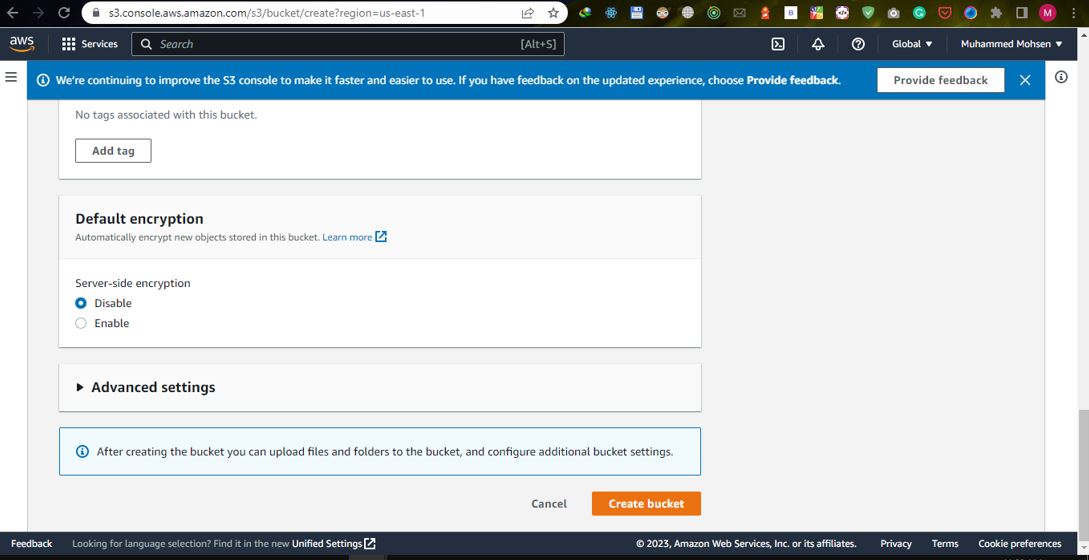 s3.console.aws.amazon.com/s3/bucket/create?region=us-east-1
M
aws
Services
Search
[Alt+S]
Global
Muhammed Mohsen
We're continuing to improve the S3 console to make it faster and easier to use. If you have feedback on the updated experience, choose Provide feedback.
Provide feedback
No tags associated with this bucket.
Add tag
Default encryption
Automatically encrypt new objects stored in this bucket. Learn more
Server-side encryption
Disable
Enable
Advanced settings
After creating the bucket you can upload files and folders to the bucket, and configure additional bucket settings.
Cancel
Create bucket
Feedback
Looking for language selection? Find it in the new Unified Settings
© 2023, Amazon Web Services, Inc. or its affiliates.
Privacy
Terms
Cookie preferences